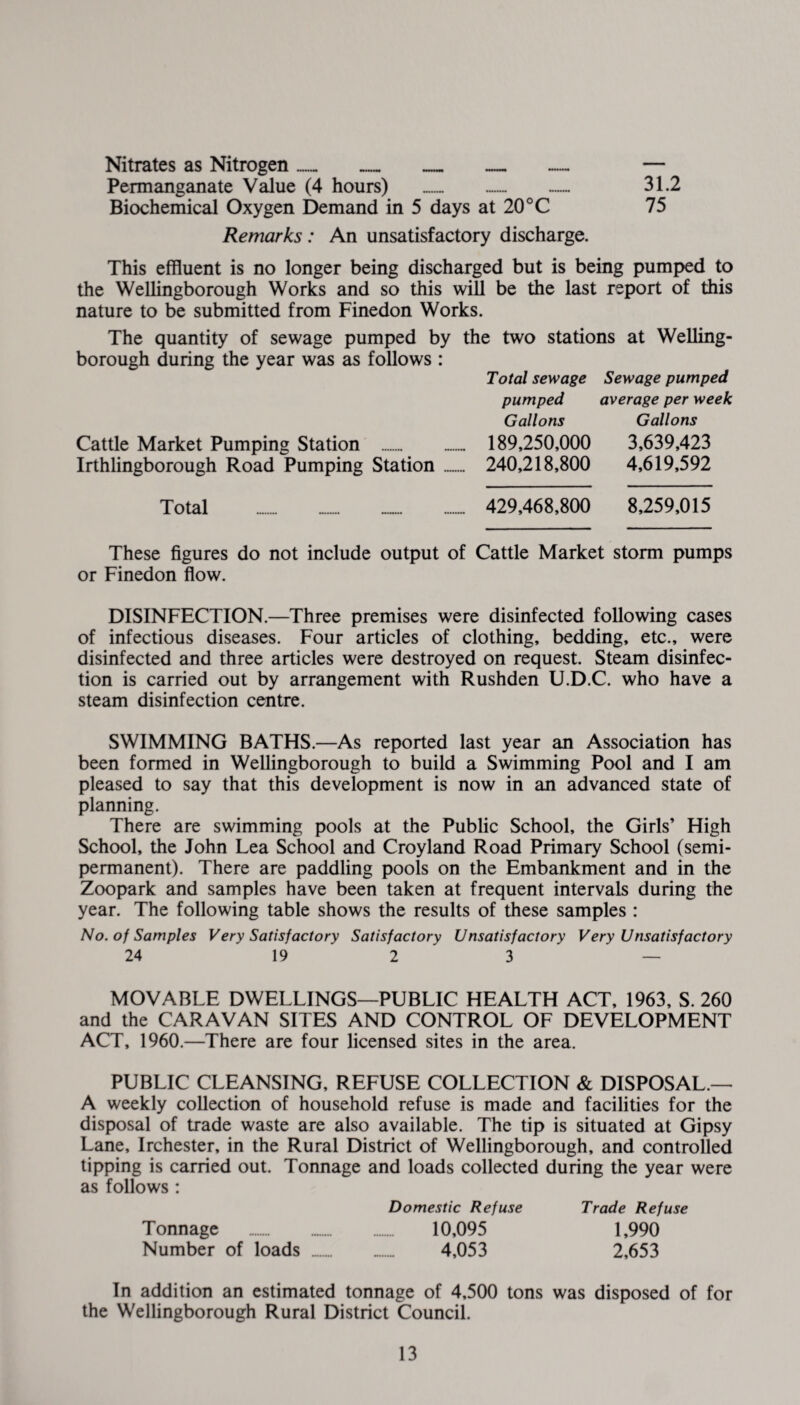 Nitrates as Nitrogen ...... ...... ...... ...... ...... —
Permanganate Value (4 hours) ...... ...... ...... 31.2
Biochemical Oxygen Demand in 5 days at 20°C 75
Remarks : An unsatisfactory discharge.
This effluent is no longer being discharged but is being pumped to
the Wellingborough Works and so this will be the last report of this
nature to be submitted from Finedon Works.
The quantity of sewage pumped by the two stations at Welling-
borough during the year was as follows :
Total sewage Sewage pumped
pumped average per week
Gallons Gallons
Cattle Market Pumping Station ...... ...... 189,250,000 3,639,423
Irthlingborough Road Pumping Station ...... 240,218,800 4,619,592
Total ...... ...... ...... ...... 429,468,800 8,259,015
These figures do not include output of Cattle Market storm pumps
or Finedon flow.
DISINFECTION.—Three premises were disinfected following cases
of infectious diseases. Four articles of clothing, bedding, etc., were
disinfected and three articles were destroyed on request. Steam disinfec-
tion is carried out by arrangement with Rushden U.D.C. who have a
steam disinfection centre.
SWIMMING BATHS.—As reported last year an Association has
been formed in Wellingborough to build a Swimming Pool and I am
pleased to say that this development is now in an advanced state of
planning.
There are swimming pools at the Public School, the Girls' High
School, the John Lea School and Croyland Road Primary School (semi-
permanent). There are paddling pools on the Embankment and in the
Zoopark and samples have been taken at frequent intervals during the
year. The following table shows the results of these samples :
No. of Samples Very Satisfactory Satisfactory Unsatisfactory Very Unsatisfactory
24 19 2 3 —
MOVABLE DWELLINGS—PUBLIC HEALTH ACT, 1963, S. 260
and the CARAVAN SITES AND CONTROL OF DEVELOPMENT
ACT, 1960.—There are four licensed sites in the area.
PUBLIC CLEANSING, REFUSE COLLECTION & DISPOSAL.—
A weekly collection of household refuse is made and facilities for the
disposal of trade waste are also available. The tip is situated at Gipsy
Lane, Irchester, in the Rural District of Wellingborough, and controlled
tipping is carried out. Tonnage and loads collected during the year were
as follows :
Domestic Refuse Trade Refuse
Tonnage ...... ...... ...... 10,095 1,990
Number of loads ...... ...... 4,053 2,653
In addition an estimated tonnage of 4,500 tons was disposed of for
the Wellingborough Rural District Council.
13